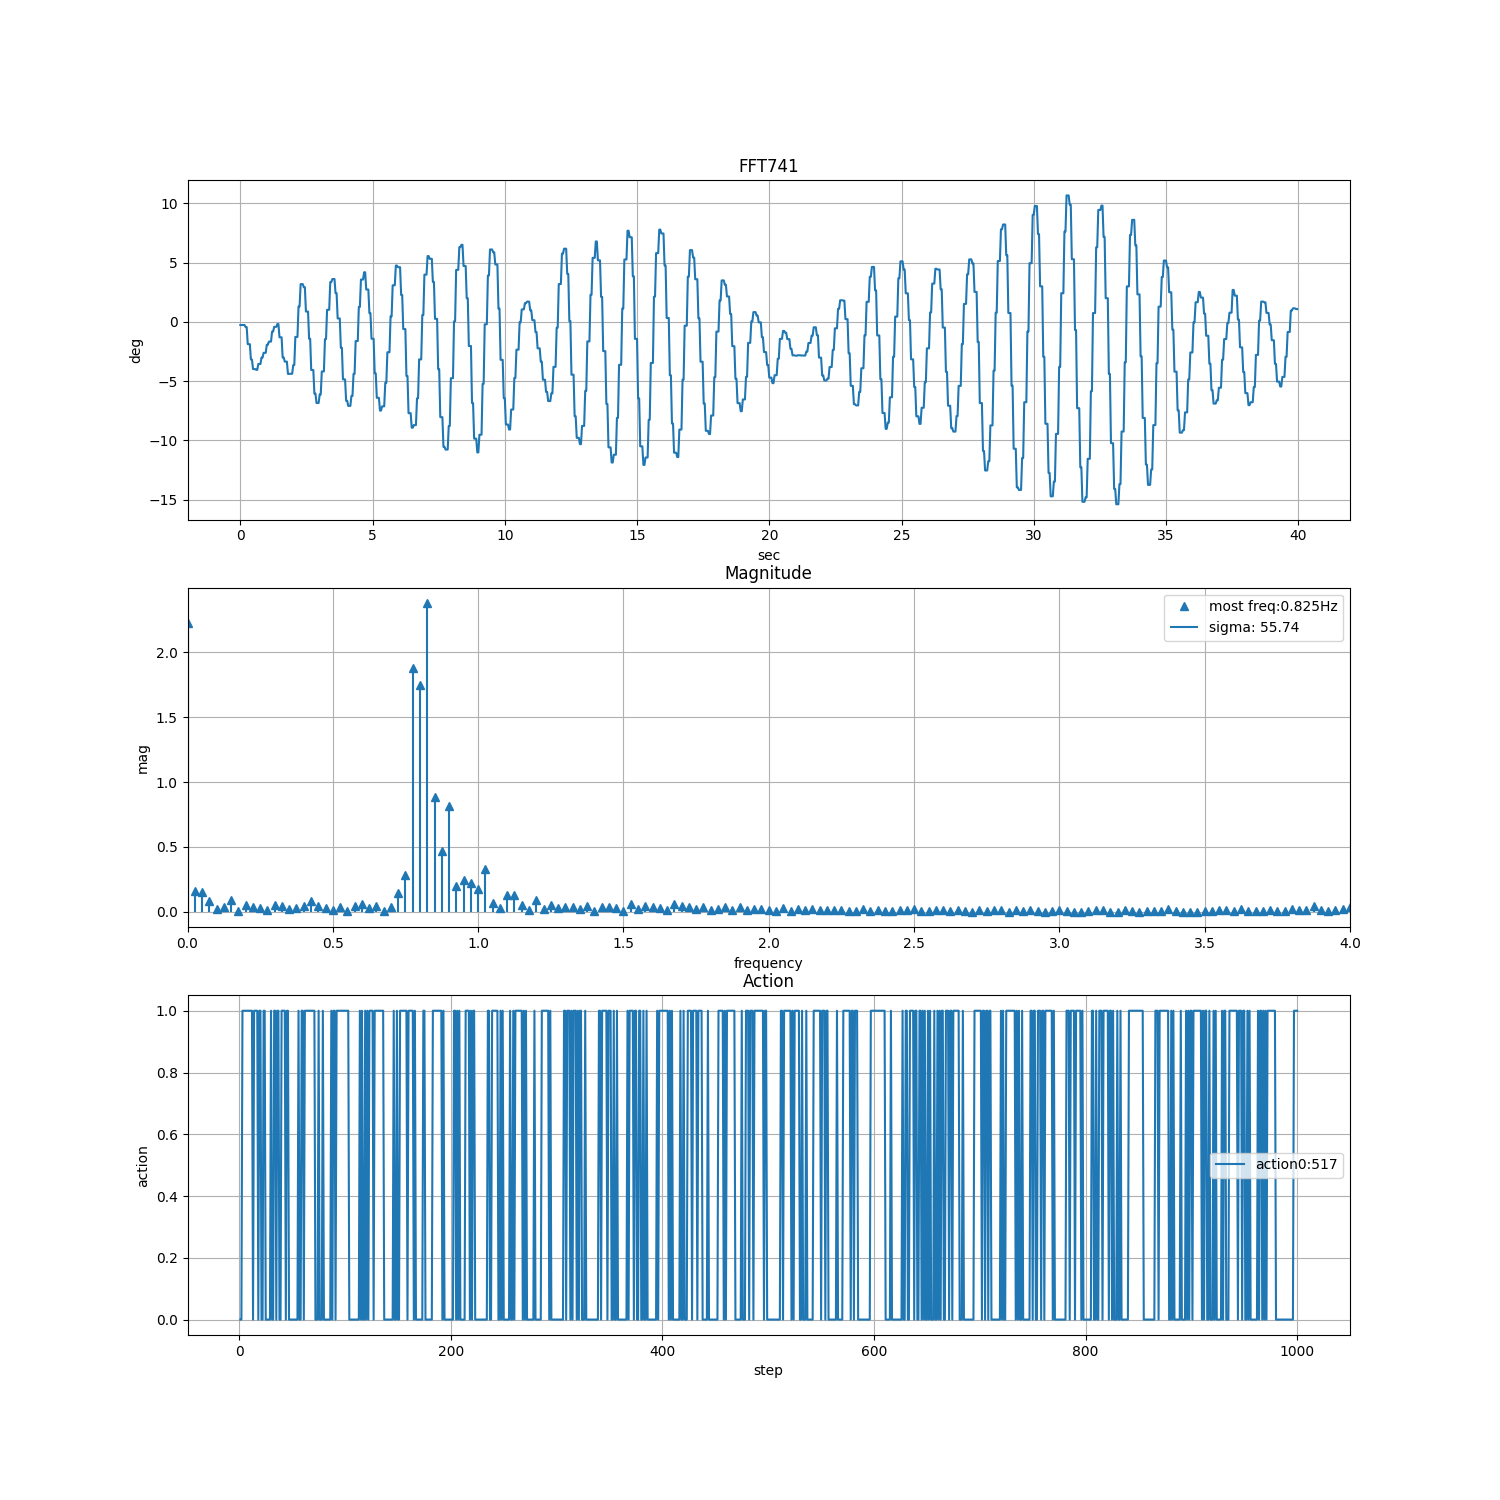 FFT741
10
5
0
−5
−10
−15
deg
0 5 10 15 20 25 30 35 40
sec
Magnitude
most freq:0.825Hz
sigma: 55.74
2.0
1.5
1.0
0.5
0.0
mag
0.0 0.5 1.0 1.5 2.0 2.5 3.0 3.5 4.0
frequency
Action
1.0
0.8
0.6
0.4
0.2
0.0
action
action0:517
0 200 400 600 800 1000
step